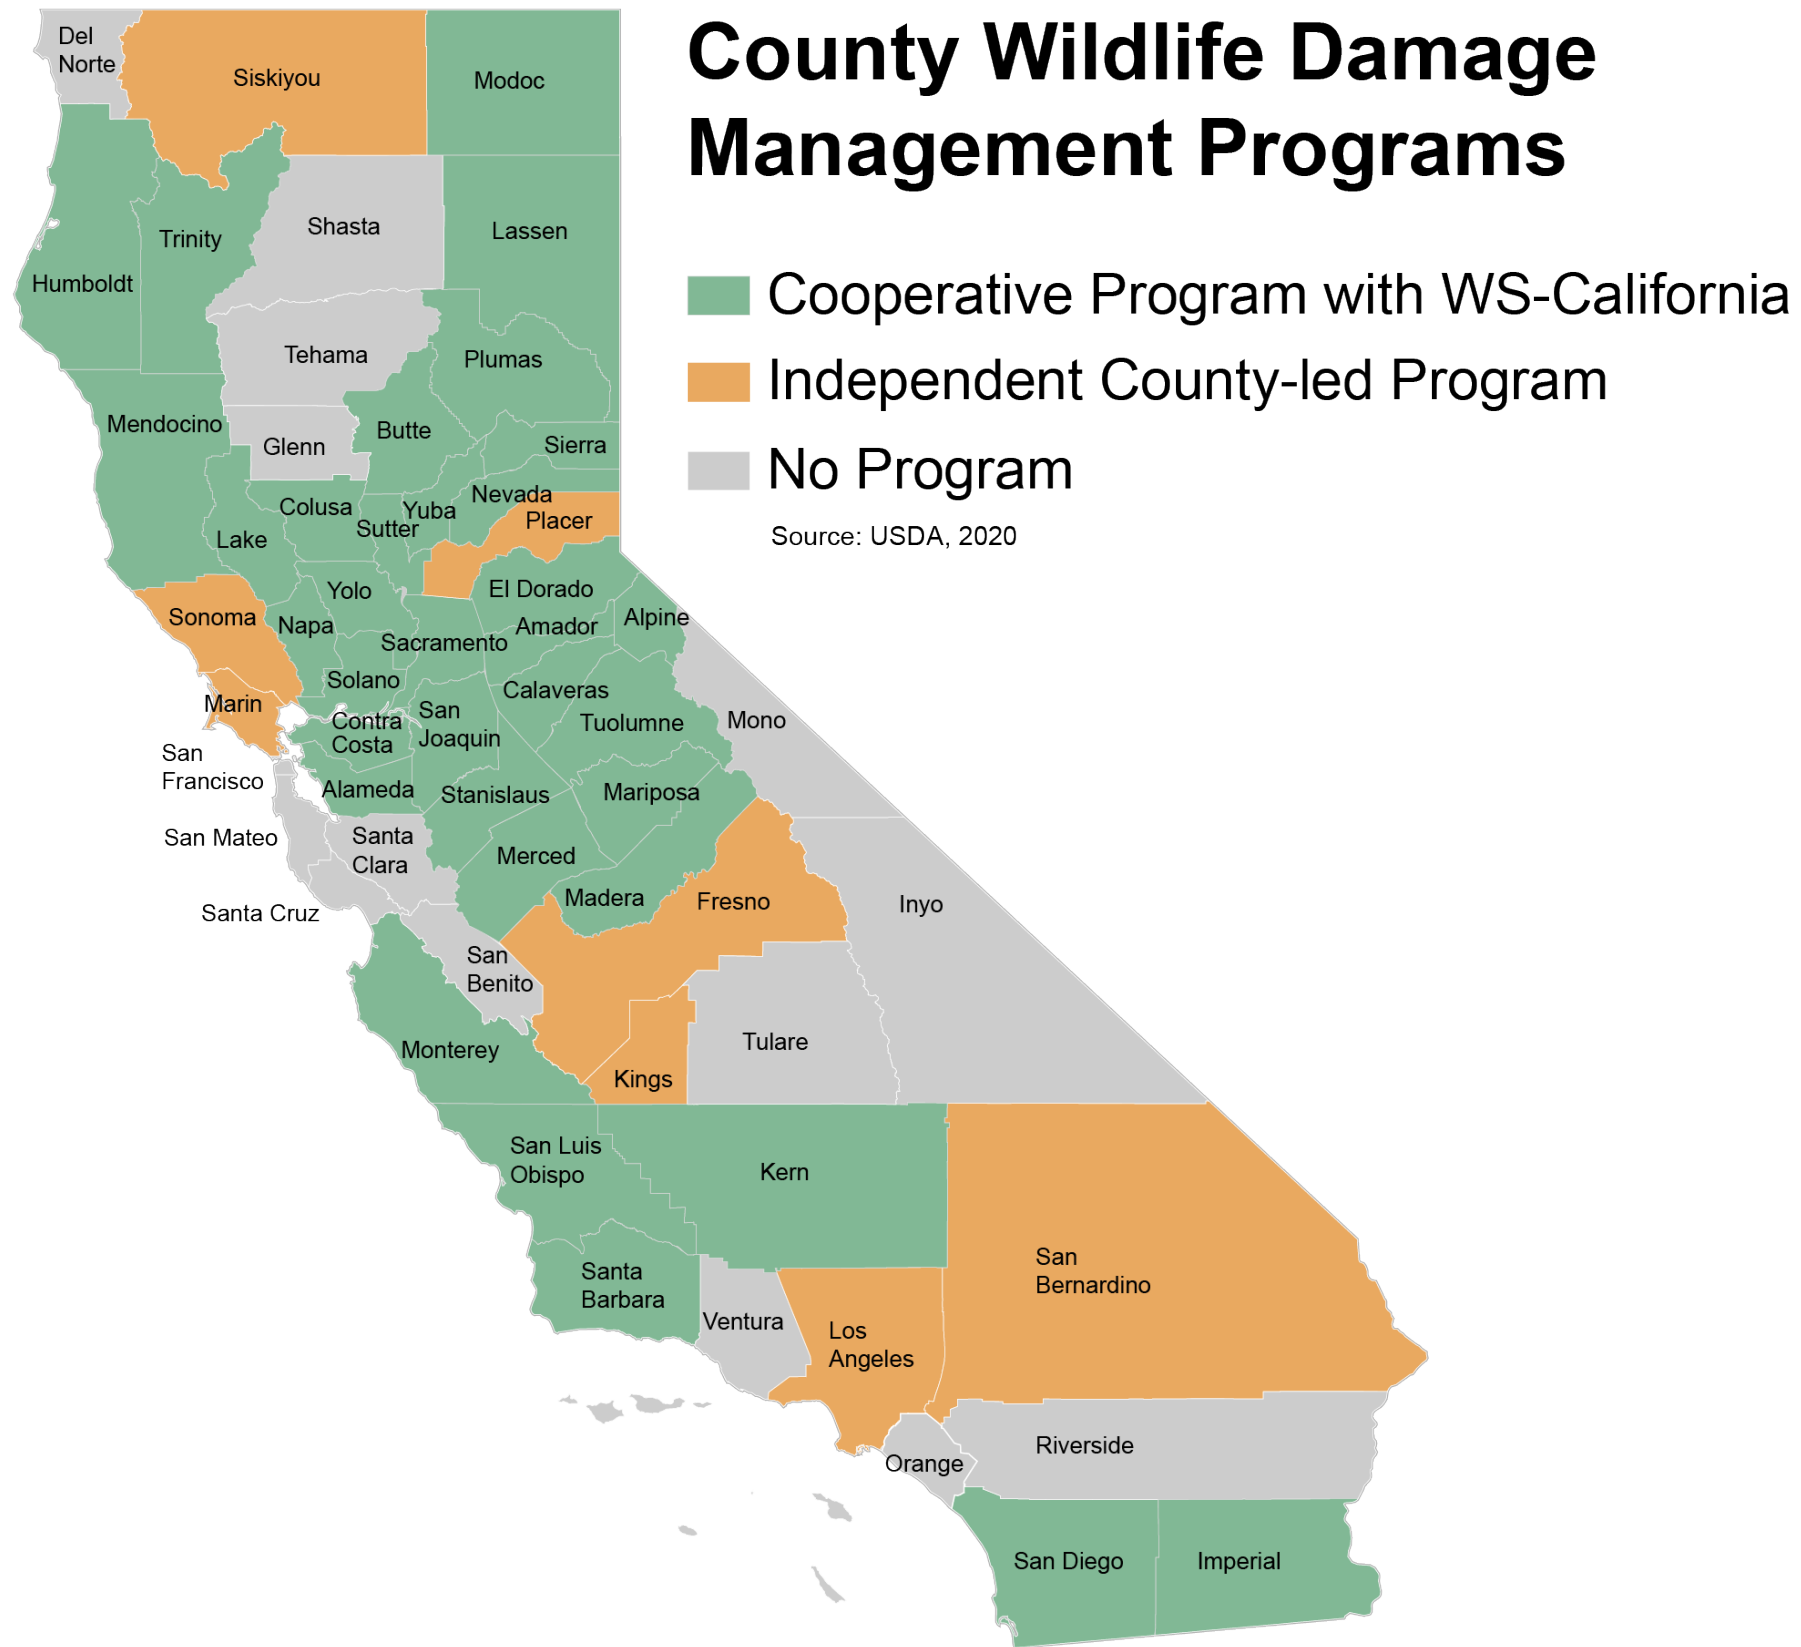 County Wildlife Damage
Management Programs
Cooperative Program with WS-California
Independent County-led Program
No Program
Source: USDA, 2020
Del
Norte
Siskiyou
Modoc
Shasta
Lassen
Trinity
Humboldt
Tehama
Plumas
Mendocino
Butte
Glenn
Sierra
Nevada
Colusa
Yuba
Sutter
Placer
Lake
Yolo
El Dorado
Sonoma
Napa
Amador
Alpine
Sacramento
Solano
Calaveras
Marin
San
Joaquin
Contra
Costa
Tuolumne
Mono
San
Francisco
Alameda
Stanislaus
Mariposa
San Mateo
Santa
Clara
Merced
Madera
Fresno
Inyo
Santa Cruz
San
Benito
Monterey
Tulare
Kings
San Luis
Obispo
Kern
Santa
Barbara
San
Bernardino
Ventura
Los
Angeles
Orange
Riverside
San Diego
Imperial